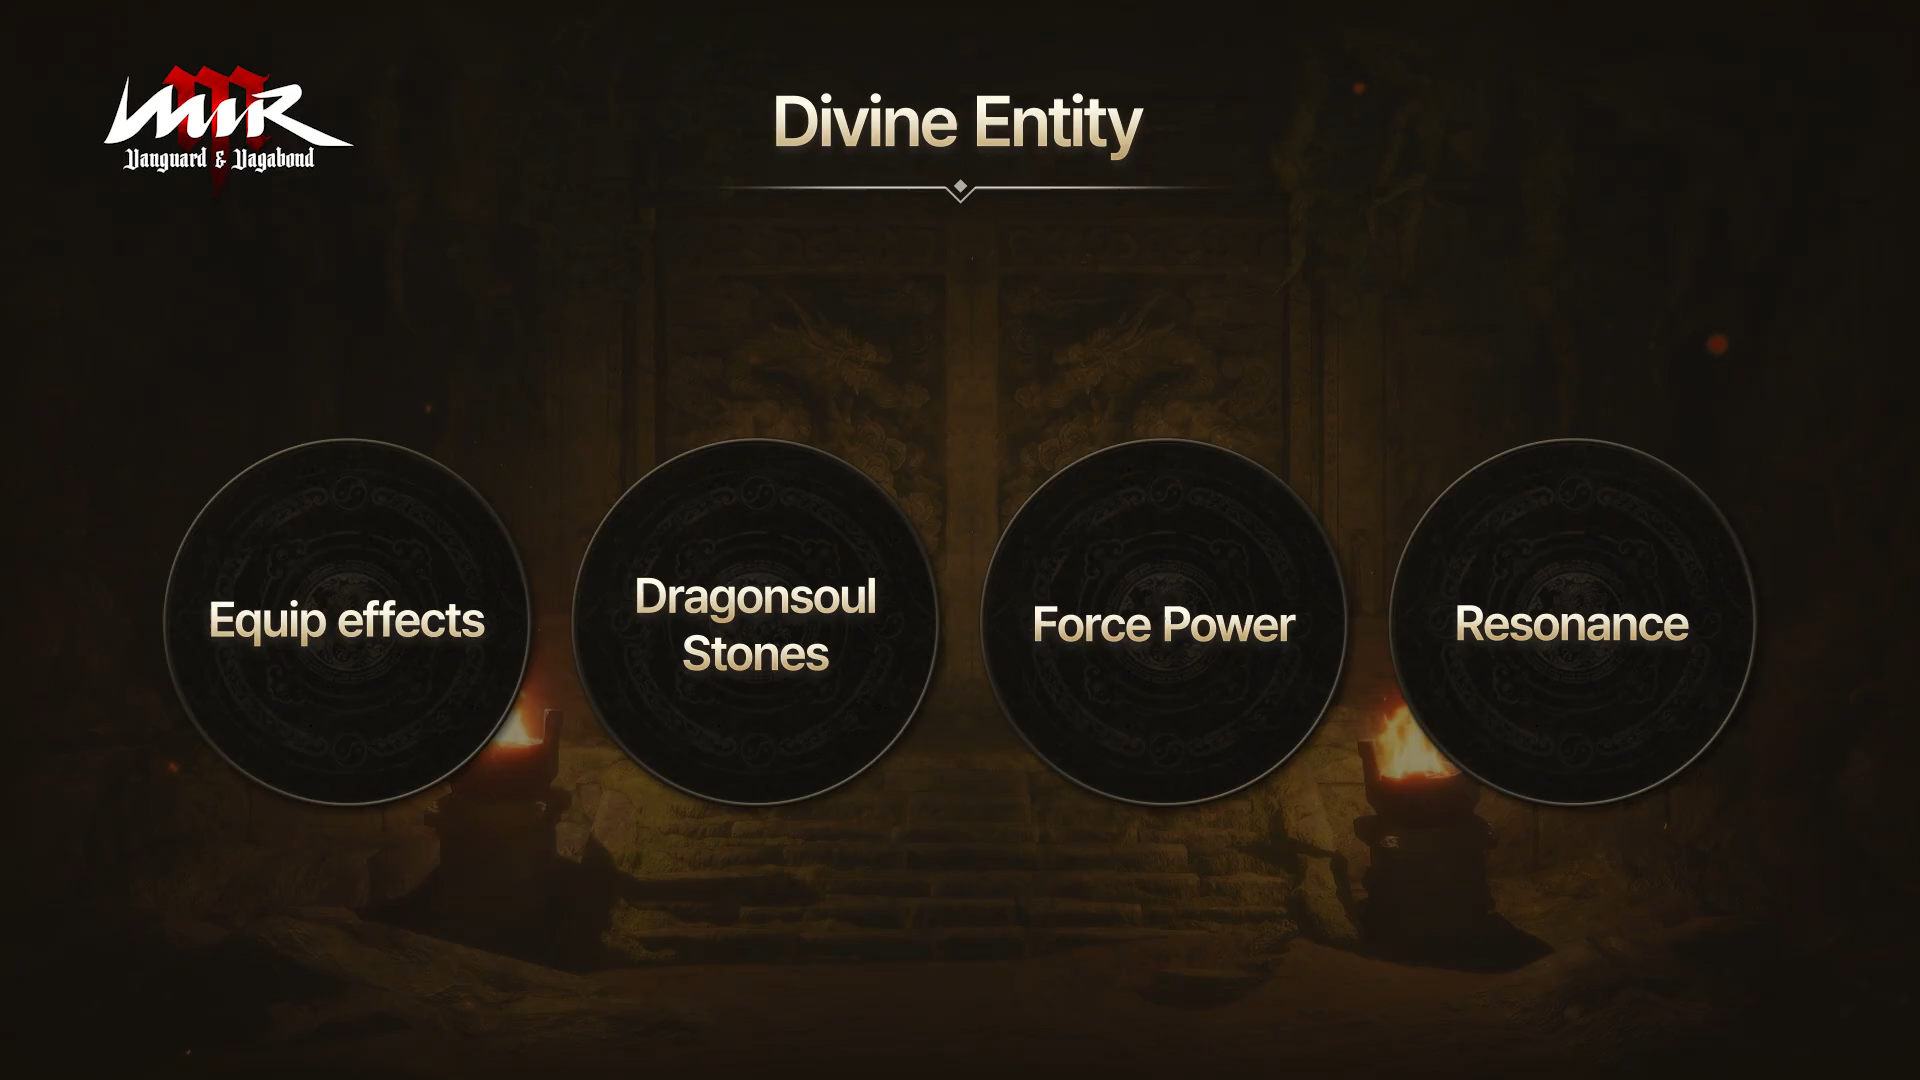 MIR
Vanguard & Vagabond
Divine Entity
Equip effects
Dragonsoul
Stones
Force Power
Resonance